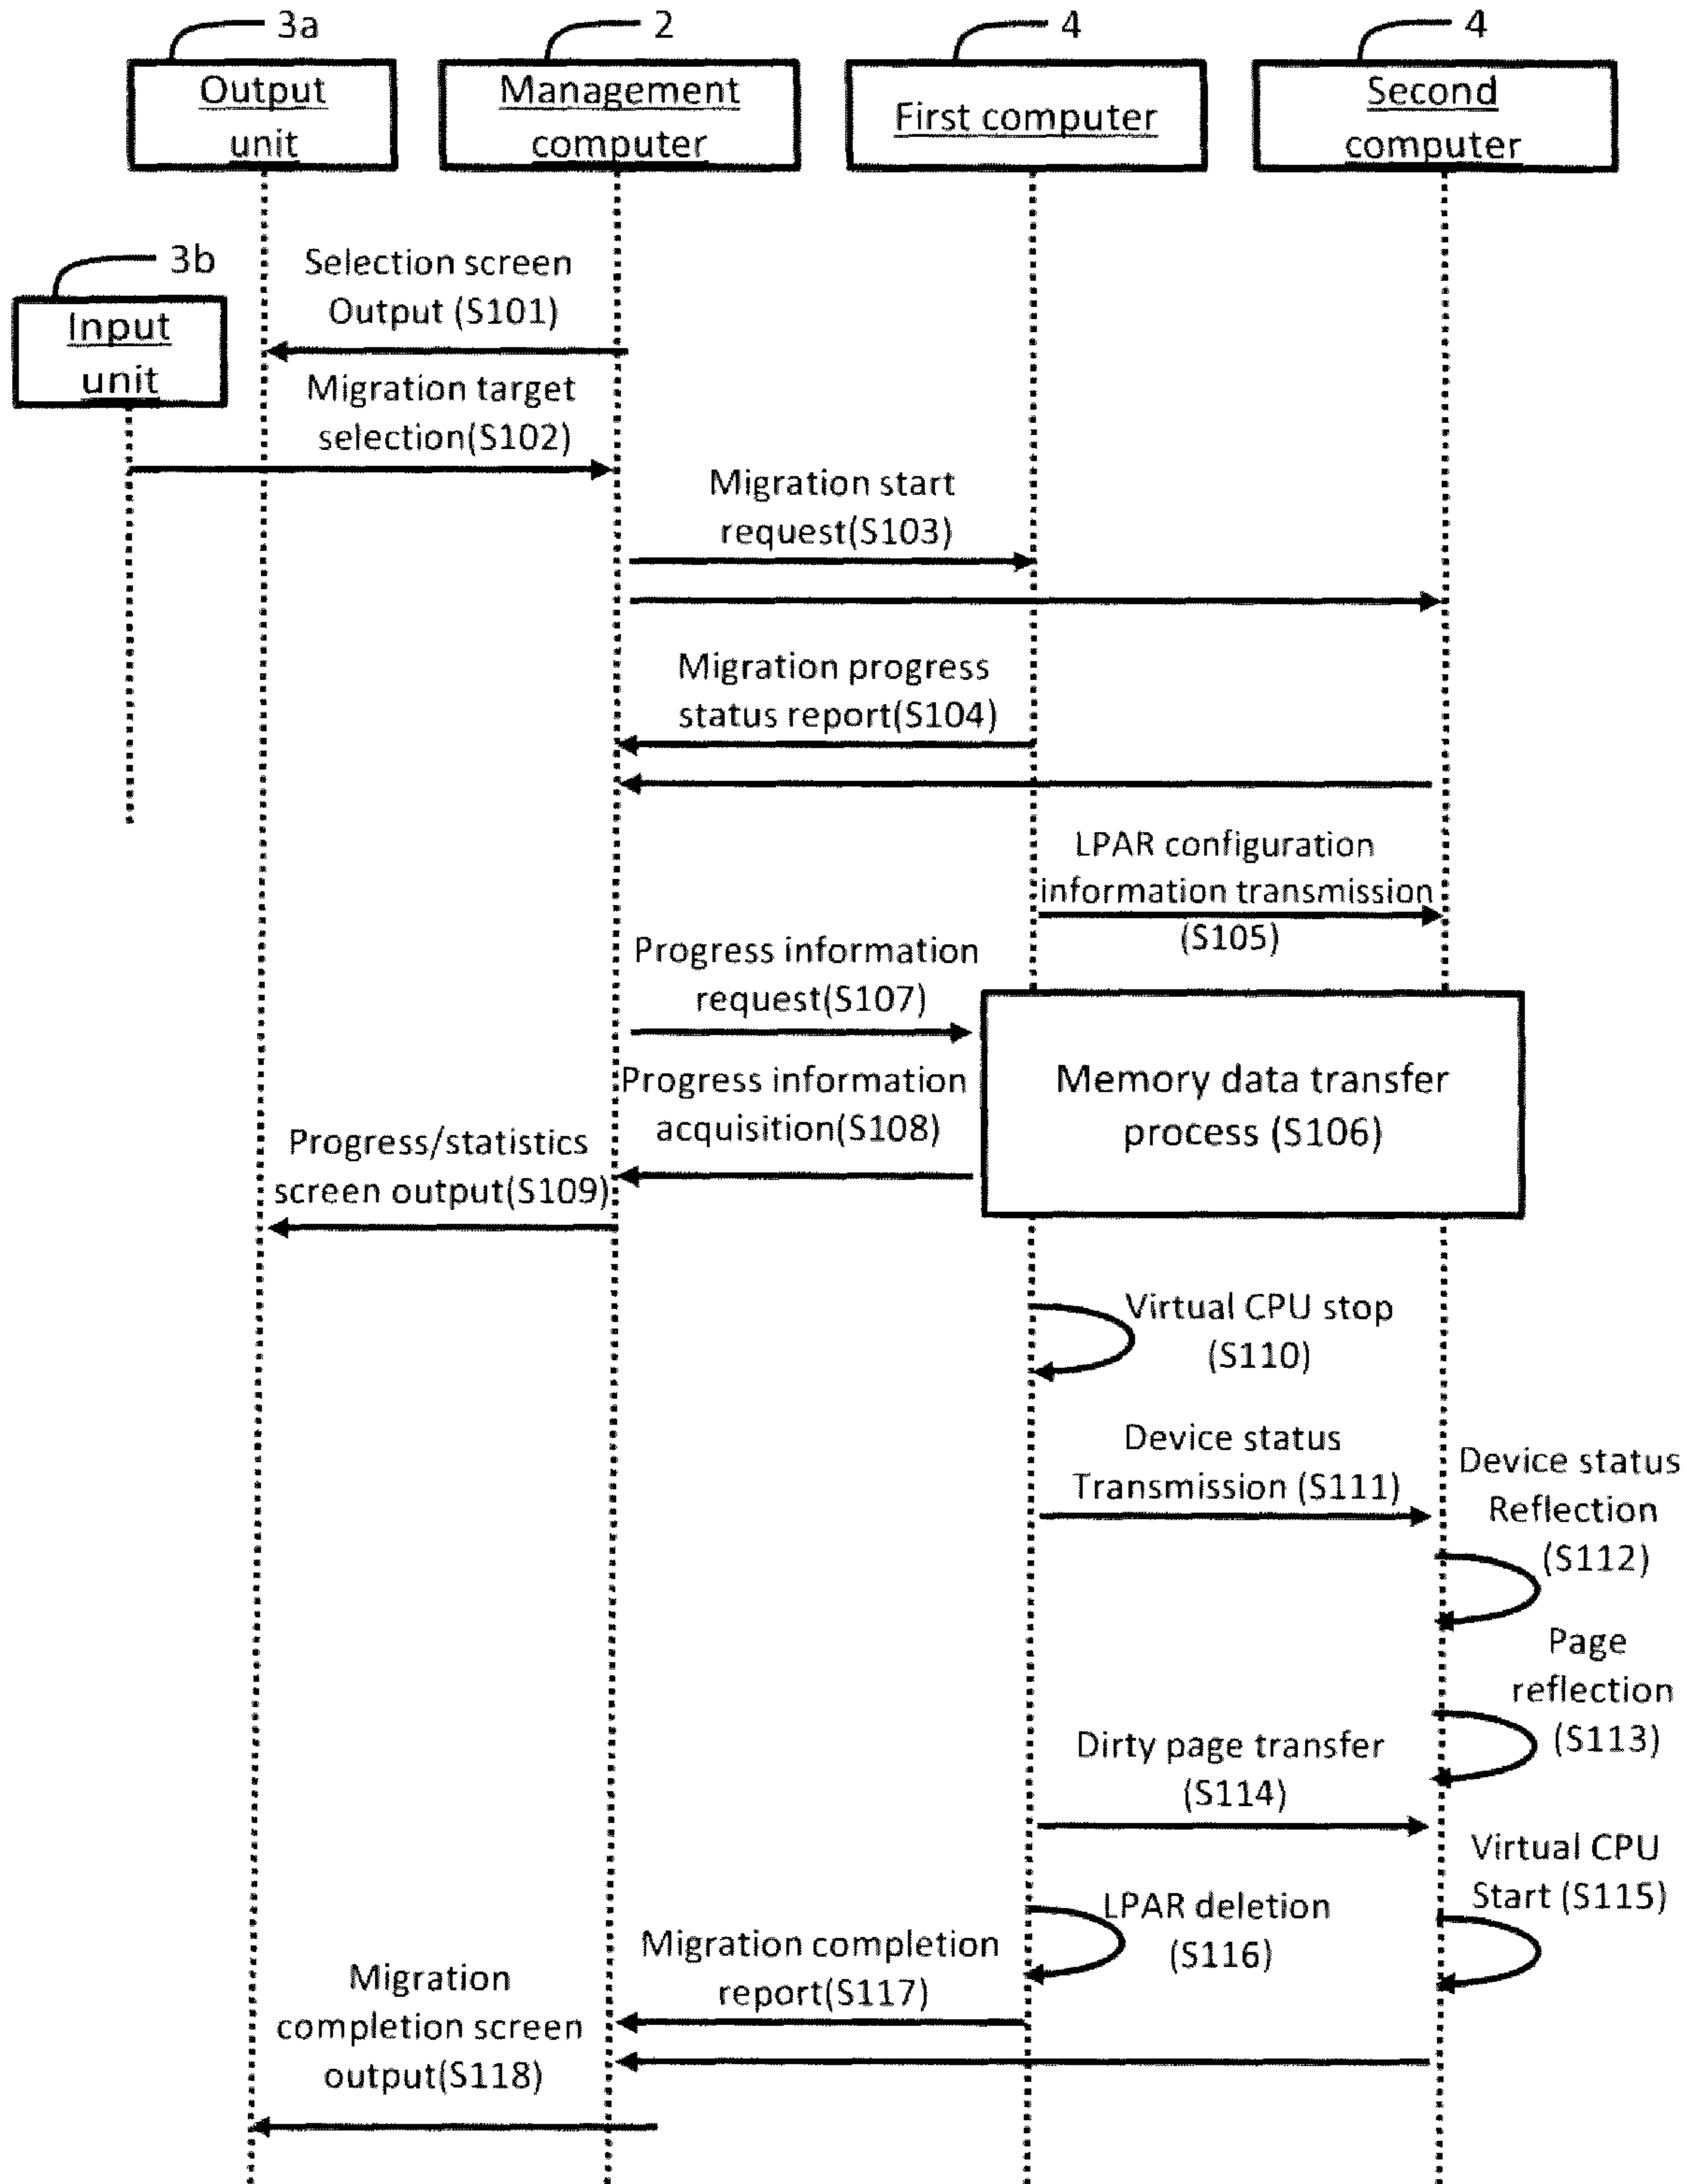 3a
2
4
4
Output
unit
Management
computer
First computer
Second
computer
3b
Input
unit
Selection screen
Output (S101)
Migration target
selection(S102)
Migration start
request(S103)
Migration progress
status report(S104)
LPAR configuration
information transmission
(S105)
Progress information
request(S107)
Memory data transfer
process (S106)
Progress information
acquisition(S108)
Progress/statistics
screen output(S109)
Virtual CPU stop
(S110)
Device status
Transmission (S111)
Device status
Reflection
(S112)
Page
reflection
(S113)
Dirty page transfer
(S114)
Virtual CPU
Start (S115)
LPAR deletion
(S116)
Migration completion
report(S117)
Migration
completion screen
output(S118)